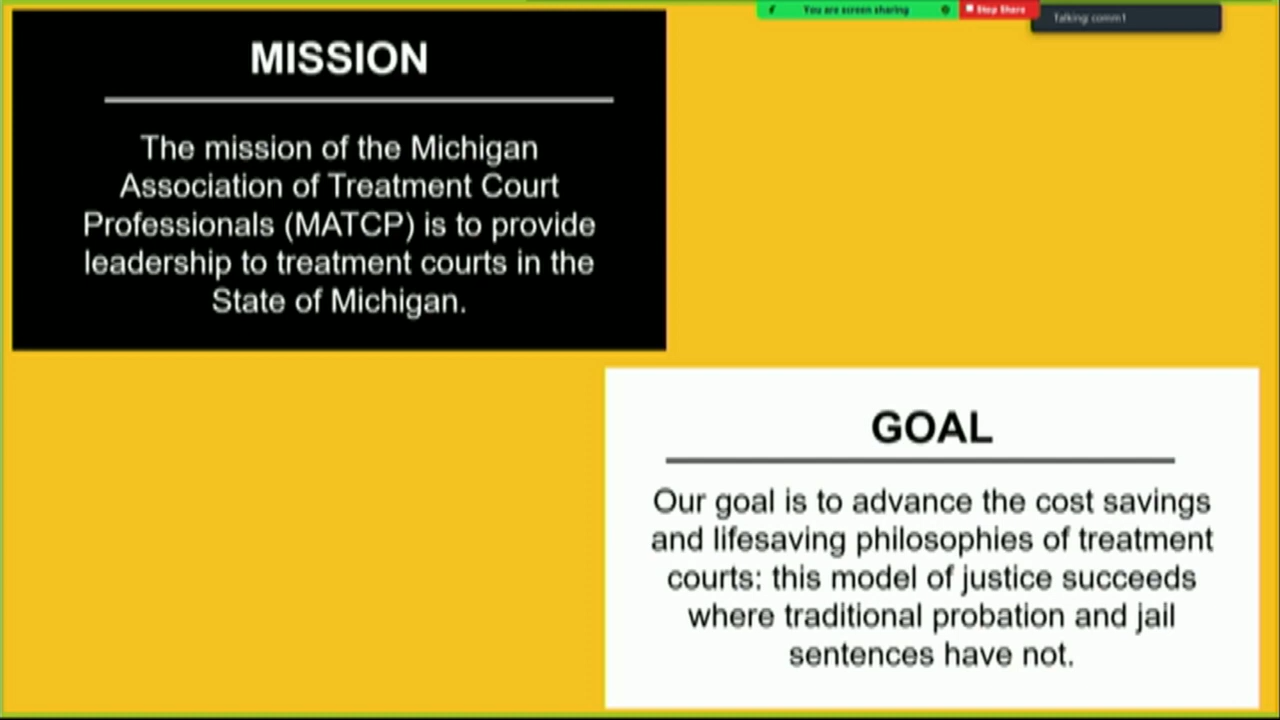 You are screen sharing
Stop Share
Talking: comm1
MISSION
The mission of the Michigan
Association of Treatment Court
Professionals (MATCP) is to provide
leadership to treatment courts in the
State of Michigan.
GOAL
Our goal is to advance the cost savings
and lifesaving philosophies of treatment
courts: this model of justice succeeds
where traditional probation and jail
sentences have not.